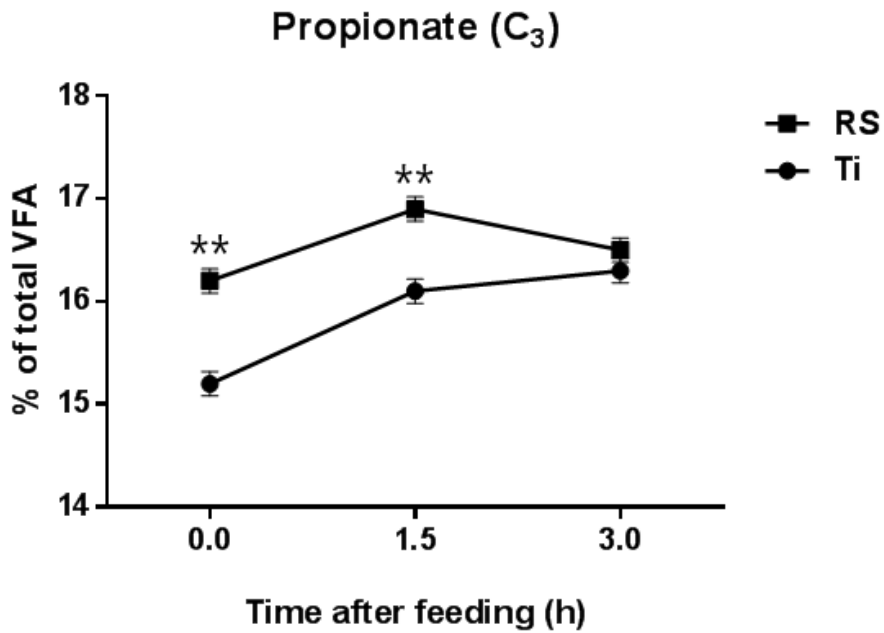 Propionate (C₃)
RS
Ti
% of total VFA
18
17
16
15
14
**
**
0.0 1.5 3.0
Time after feeding (h)